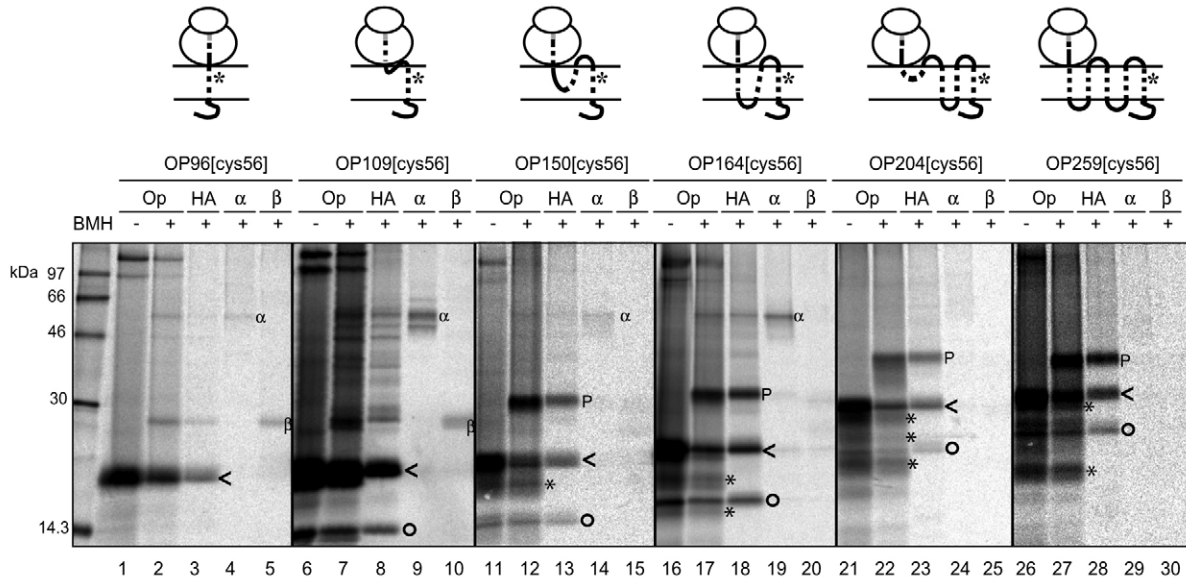 * * * * * *
OP96[cys56] OP109[cys56] OP150[cys56] OP164[cys56] OP204[cys56] OP259[cys56]
Op HA α β Op HA α β Op HA α β Op HA α β Op HA α β Op HA α β
BMH - + + + + - + + + + - + + + + - + + + + - + + + + - + + + +
kDa 97
66
46
30
14.3
α α α α
β β
P P P P
< < < < < <
* * * * * * * *
o o o o o
1 2 3 4 5 6 7 8 9 10 11 12 13 14 15 16 17 18 19 20 21 22 23 24 25 26 27 28 29 30